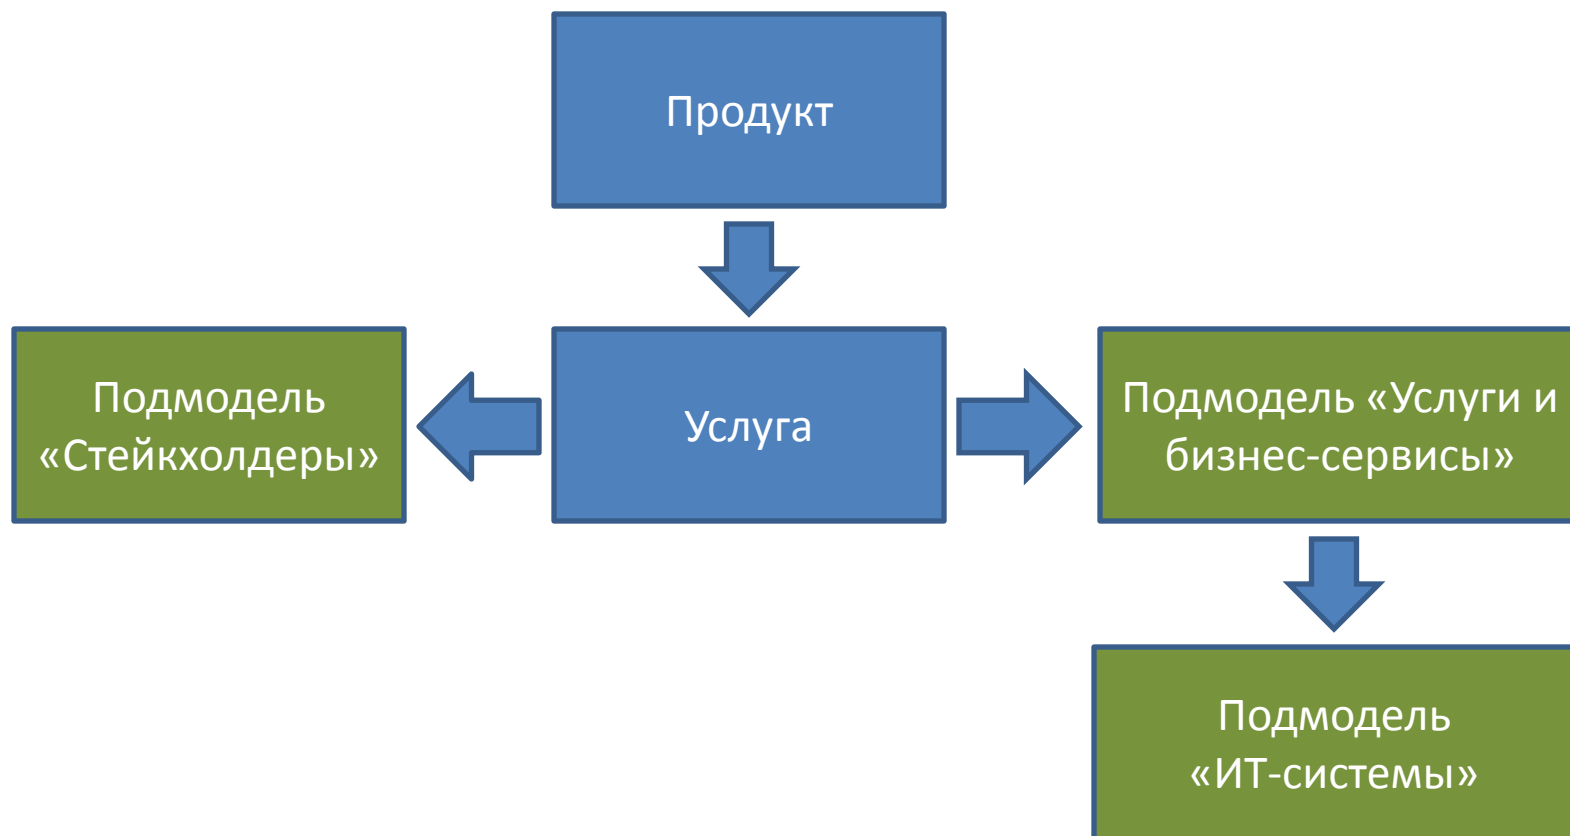 Продукт
Подмодель
«Стейкхолдеры»
Услуга
Подмодель «Услуги и
бизнес-сервисы»
Подмодель
«ИТ-системы»